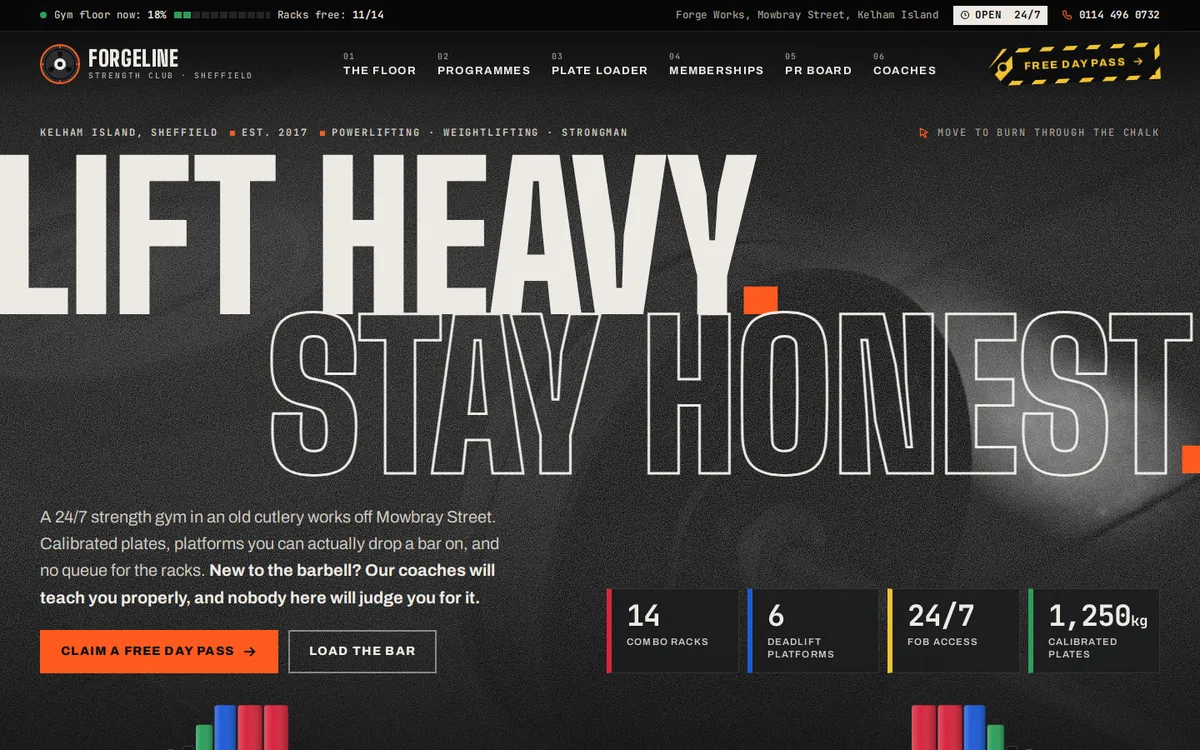 Gym floor now: 18% Racks free: 11/14
Forge Works, Mowbray Street, Kelham Island OPEN 24/7 0114 496 0732
FORGELINE
STRENGTH CLUB · SHEFFIELD
01 THE FLOOR
02 PROGRAMMES
03 PLATE LOADER
04 MEMBERSHIPS
05 PR BOARD
06 COACHES
FREE DAY PASS →
KELHAM ISLAND, SHEFFIELD ■ EST. 2017 ■ POWERLIFTING · WEIGHTLIFTING · STRONGMAN
MOVE TO BURN THROUGH THE CHALK
LIFT HEAVY.
STAY HONEST.
A 24/7 strength gym in an old cutlery works off Mowbray Street.
Calibrated plates, platforms you can actually drop a bar on, and
no queue for the racks. New to the barbell? Our coaches will
teach you properly, and nobody here will judge you for it.
CLAIM A FREE DAY PASS →
LOAD THE BAR
14
COMBO RACKS
6
DEADLIFT
PLATFORMS
24/7
FOB ACCESS
1,250kg
CALIBRATED
PLATES